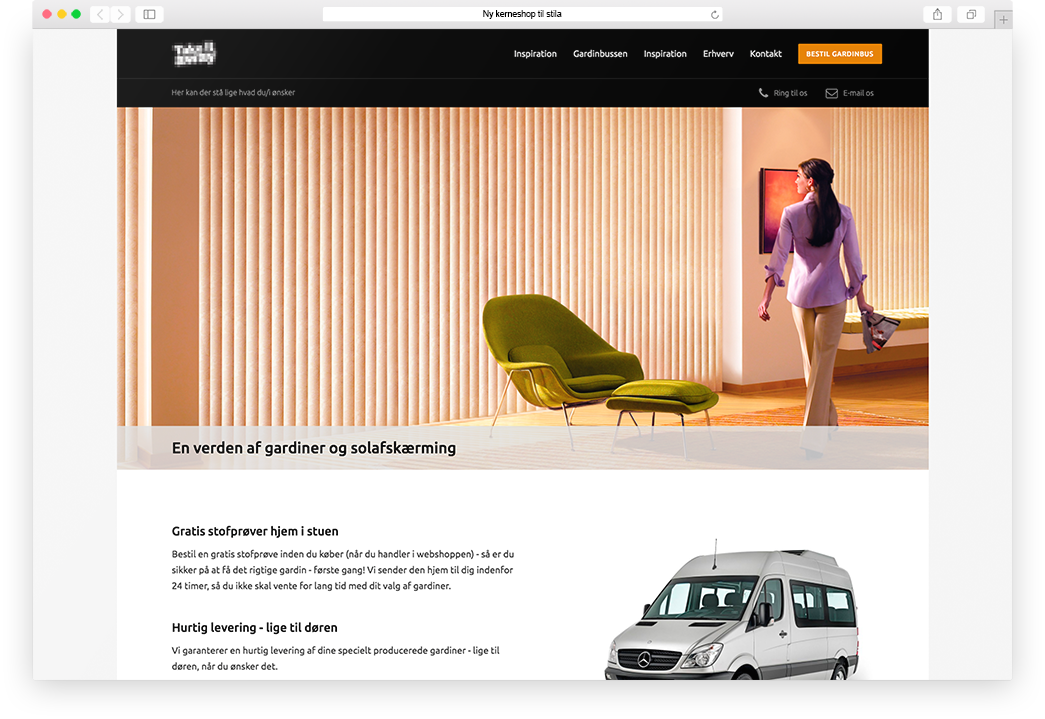 Ny kerneshop til stila
Inspiration Gardinbussen Inspiration Erhverv Kontakt BESTIL GARDINBUS
Her kan der stå lige hvad du/i ønsker Ring til os E-mail os
En verden af gardiner og solafskærming
Gratis stofprøver hjem i stuen
Bestil en gratis stofprøve inden du køber (når du handler i webshoppen) - så er du
sikker på at få det rigtige gardin - første gang! Vi sender den hjem til dig indenfor
24 timer, så du ikke skal vente for lang tid med dit valg af gardiner.
Hurtig levering - lige til døren
Vi garanterer en hurtig levering af dine specielt producerede gardiner - lige til
døren, når du ønsker det.